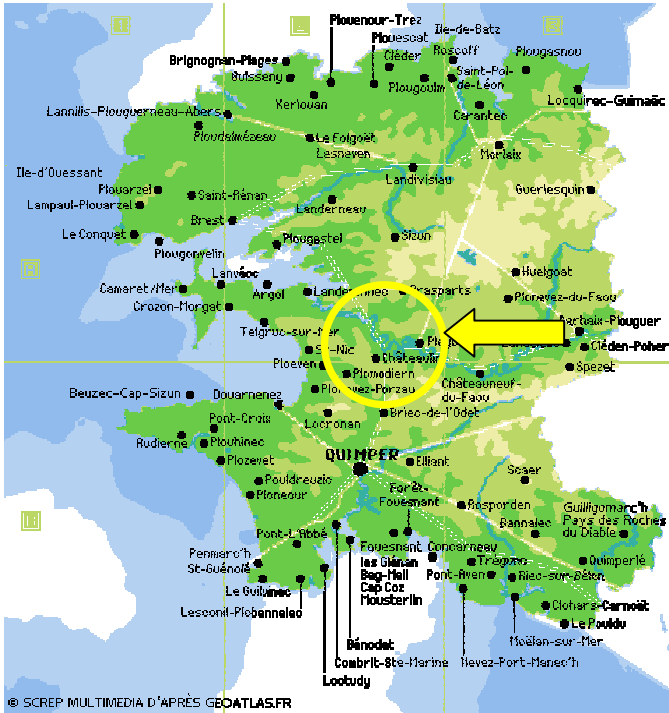 1
Plouenour-Trez
Ile-de-Batz
Plouescat
Roscoff
Plougasnou
Brignognan-Plages
Cléder
Saint-Pol-
de-Léon
Guisseny
Plougoulm
Kerlouan
Locquirec-Guimaëc
Carantec
Lannilis-Plouguerneau-Abers
Ploudalmézeau
Le Folgoët
Lesneven
Morlaix
Ile-d'Ouessant
Landivisiau
Plouarzel
Saint-Rénan
Guerlesquin
Lampaul-Plouarzel
Landerneau
Brest
Le Conquet
Plougastel
Sizun
Plougonvelin
Lanvéoc
Huelgoat
Camaret/Mer
Argol
Landevennec
Brasparts
Plonevez-du-Faou
Crozon-Morgat
Telgruc-sur-Mer
Carhaix-Plouguer
St-Nic
Cléden-Poher
Ploeven
Châteaulin
Plomodiern
Spezet
Beuzec-Cap-Sizun
Douarnenez
Plonevez-Porzay
Châteauneuf-
du-Faou
Pont-Croix
Locronan
Briec-de-l'Odet
Audierne
Plouhinec
QUIMPER
Plozevet
Elliant
Scaer
Pouldreuzic
Forêt-
Fouesnant
Ploneour
Rosporden
Guilligomarc'h
Pays des Roches
du Diable
Bannalec
Pont-L'Abbé
Penmarc'h
St-Guénolé
Fouesnant
Concarneau
les Glénan
Beg-Meil
Cap Coz
Mousterlin
Trégunc
Quimperlé
Pont-Aven
Riec-sur-Bélon
Le Guilvinec
Lesconil-Plobannalec
Clohars-Carnoët
Le Pouldu
Bénodet
Moëlan-sur-Mer
Combrit-Ste-Marine
Nevez-Port-Manec'h
Loctudy
© SCREP MULTIMEDIA D'APRÈS GEOATLAS.FR